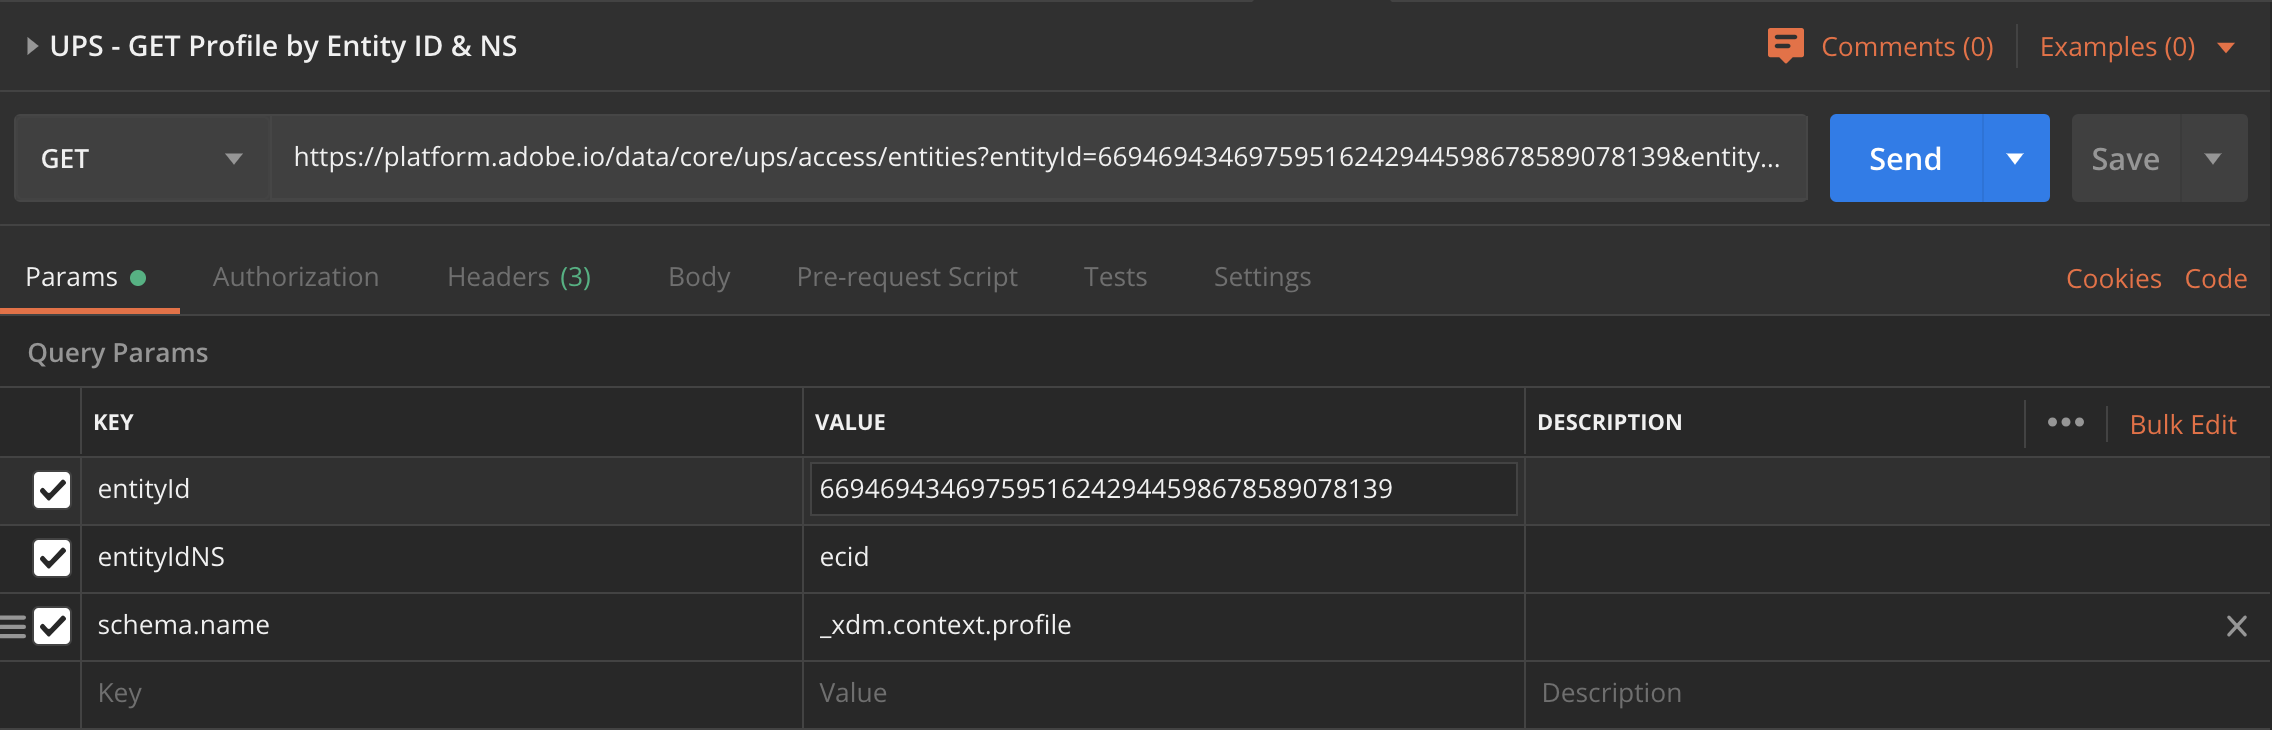 UPS - GET Profile by Entity ID & NS
Comments (0)
Examples (0)
GET
https://platform.adobe.io/data/core/ups/access/entities?entityId=66946943469759516242944598678589078139&entity...
Send
Save
Params
Authorization
Headers (3)
Body
Pre-request Script
Tests
Settings
Cookies
Code
Query Params
KEY
VALUE
DESCRIPTION
Bulk Edit
entityId
66946943469759516242944598678589078139
entityIdNS
ecid
schema.name
_xdm.context.profile
Key
Value
Description